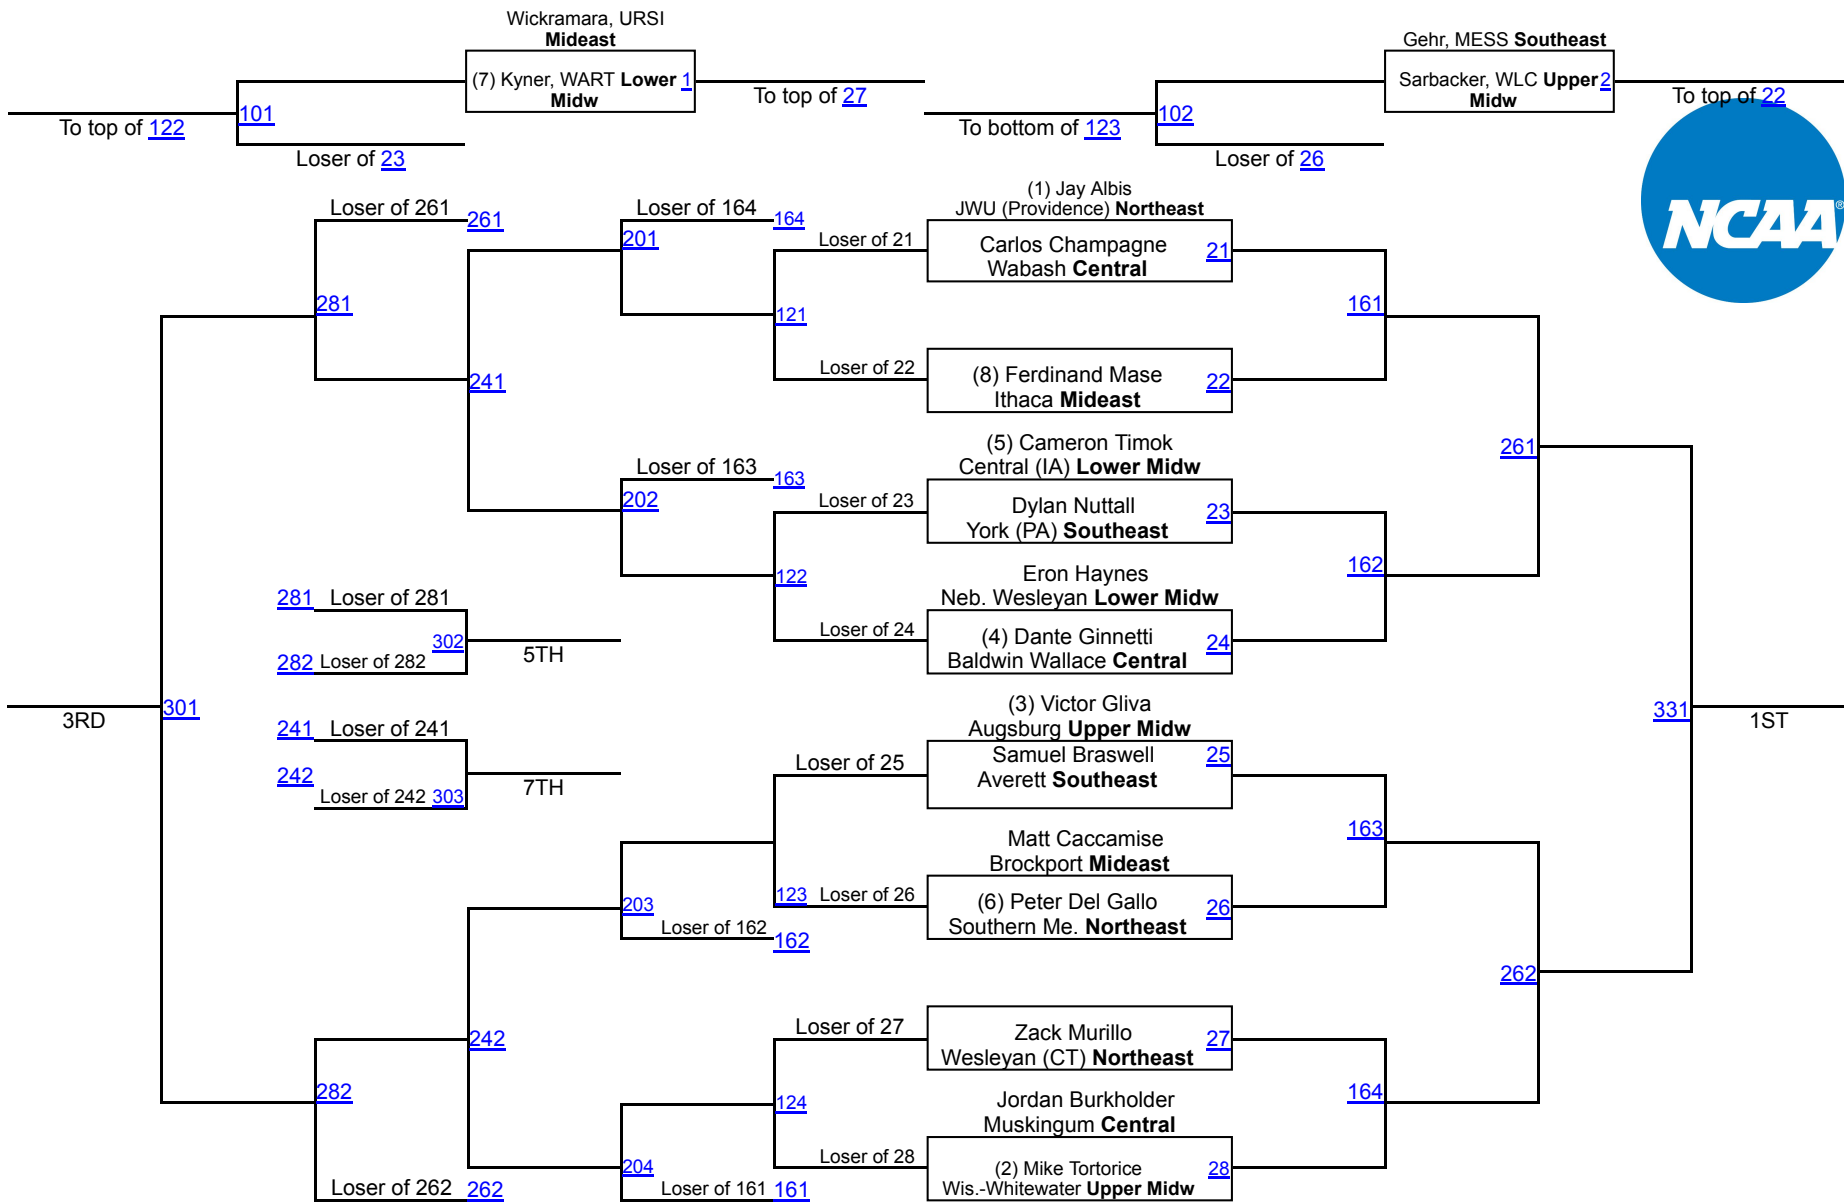 Wickramara, URSI
Mideast
(7) Kyner, WART Lower 1
Midw
To top of 27
101
To top of 122
Loser of 23
Gehr, MESS Southeast
Sarbacker, WLC Upper 2
Midw
To top of 22
102
To bottom of 123
Loser of 26
NCAA®
Loser of 261 261
Loser of 164 164
201
(1) Jay Albis
JWU (Providence) Northeast
Loser of 21
Carlos Champagne 21
Wabash Central
281
121
161
Loser of 22
(8) Ferdinand Mase 22
Ithaca Mideast
241
(5) Cameron Timok
Central (IA) Lower Midw
261
Loser of 163 163
202
Loser of 23
Dylan Nuttall 23
York (PA) Southeast
122
162
Eron Haynes
Neb. Wesleyan Lower Midw
281 Loser of 281
302
5TH
282 Loser of 282
Loser of 24
(4) Dante Ginnetti 24
Baldwin Wallace Central
3RD
301
(3) Victor Gliva
Augsburg Upper Midw
331
1ST
241 Loser of 241
242
7TH
Loser of 242 303
Loser of 25
Samuel Braswell 25
Averett Southeast
163
Matt Caccamise
Brockport Mideast
203
123 Loser of 26
(6) Peter Del Gallo 26
Southern Me. Northeast
Loser of 162 162
262
242
Loser of 27
Zack Murillo 27
Wesleyan (CT) Northeast
282
124
164
Jordan Burkholder
Muskingum Central
204
Loser of 28
(2) Mike Tortorice 28
Wis.-Whitewater Upper Midw
Loser of 262 262
Loser of 161 161